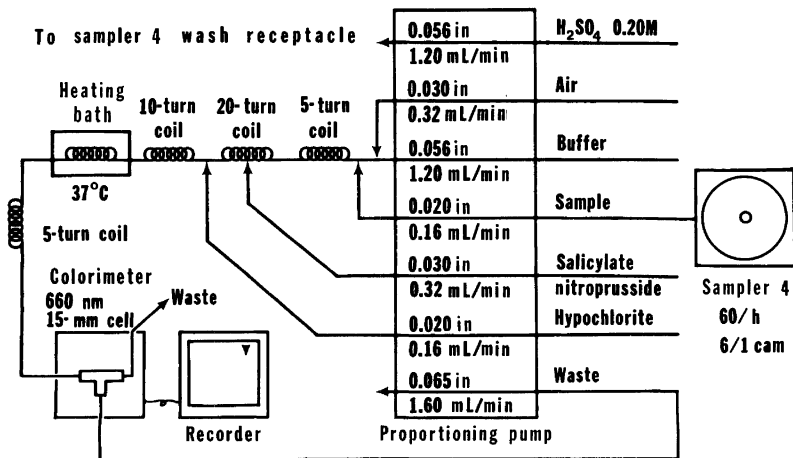 To sampler 4 wash receptacle
0.056 in
H₂SO₄ 0.20M
1.20 mL/min
0.030 in
Air
0.32 mL/min
0.056 in
Buffer
1.20 mL/min
0.020 in
Sample
0.16 mL/min
0.030 in
Salicylate
nitroprusside
0.32 mL/min
0.020 in
Hypochlorite
0.16 mL/min
0.065 in
Waste
1.60 mL/min
Proportioning pump
Heating
bath
10-turn
coil
20-turn
coil
5-turn
coil
37°C
5-turn coil
Colorimeter
660 nm
15-mm cell
Waste
Recorder
Sampler 4
60/h
6/1 cam